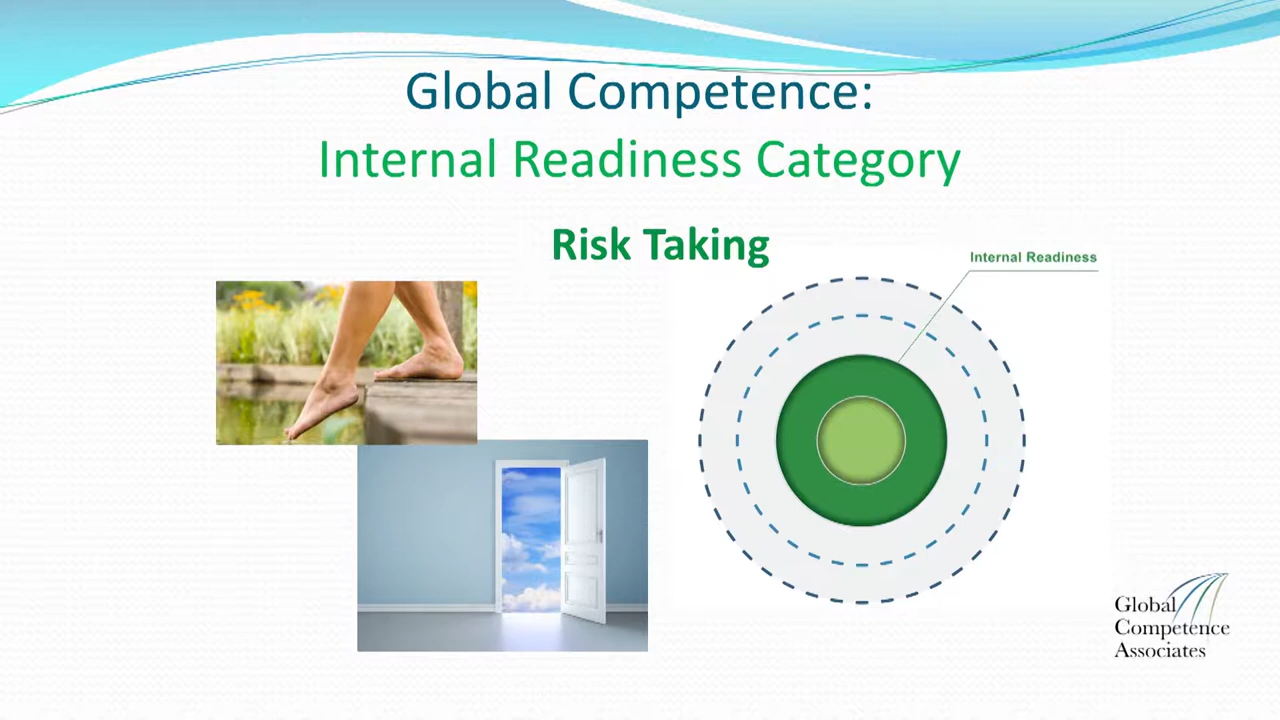 Global Competence:
Internal Readiness Category
Risk Taking
Internal Readiness
Global
Competence
Associates